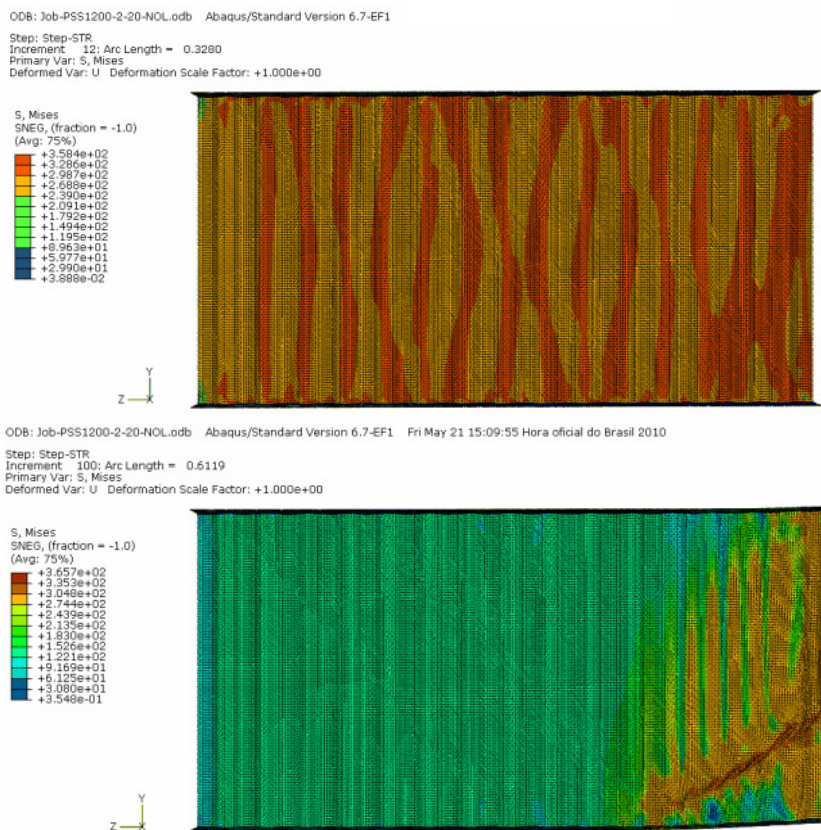 ODB: Job-PSS1200-2-20-NOL.odb   Abaqus/Standard Version 6.7-EF1
Step: Step-STR
Increment     12: Arc Length =   0.3280
Primary Var: S, Mises
Deformed Var: U   Deformation Scale Factor: +1.000e+00
S, Mises
SNEG, (fraction = -1.0)
(Avg: 75%)
+3.584e+02
+3.286e+02
+2.987e+02
+2.688e+02
+2.390e+02
+2.091e+02
+1.792e+02
+1.494e+02
+1.195e+02
+8.963e+01
+5.977e+01
+2.990e+01
+3.888e-02
Y
Z
X
ODB: Job-PSS1200-2-20-NOL.odb   Abaqus/Standard Version 6.7-EF1   Fri May 21 15:09:55 Hora oficial do Brasil 2010
Step: Step-STR
Increment    100: Arc Length =   0.6119
Primary Var: S, Mises
Deformed Var: U   Deformation Scale Factor: +1.000e+00
S, Mises
SNEG, (fraction = -1.0)
(Avg: 75%)
+3.657e+02
+3.353e+02
+3.048e+02
+2.744e+02
+2.439e+02
+2.135e+02
+1.830e+02
+1.526e+02
+1.221e+02
+9.169e+01
+6.125e+01
+3.080e+01
+3.548e-01
Y
Z
X